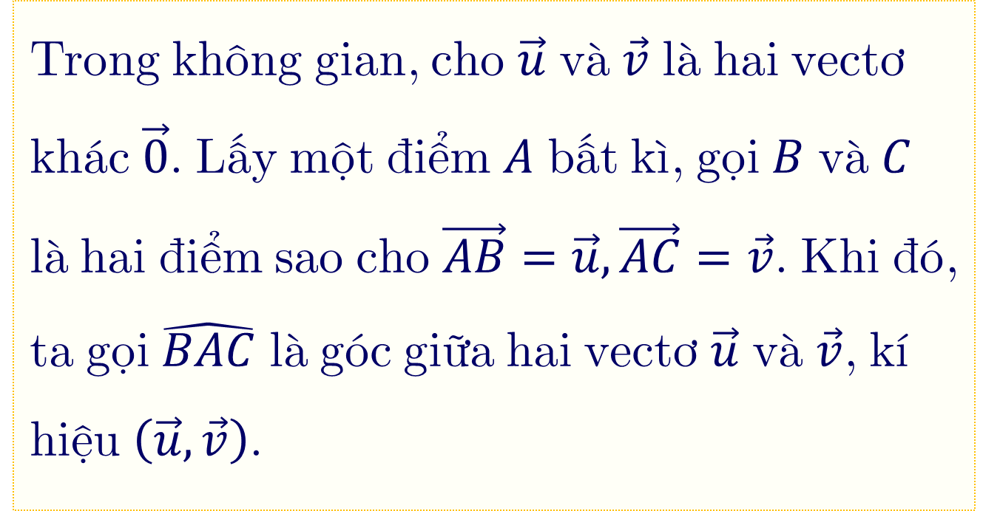 Trong không gian, cho $\vec{u}$ và $\vec{v}$ là hai vectơ
khác $\vec{0}$. Lấy một điểm $A$ bất kì, gọi $B$ và $C$
là hai điểm sao cho $\overrightarrow{AB} = \vec{u}, \overrightarrow{AC} = \vec{v}$. Khi đó,
ta gọi $\widehat{BAC}$ là góc giữa hai vectơ $\vec{u}$ và $\vec{v}$, kí
hiệu $(\vec{u}, \vec{v})$.